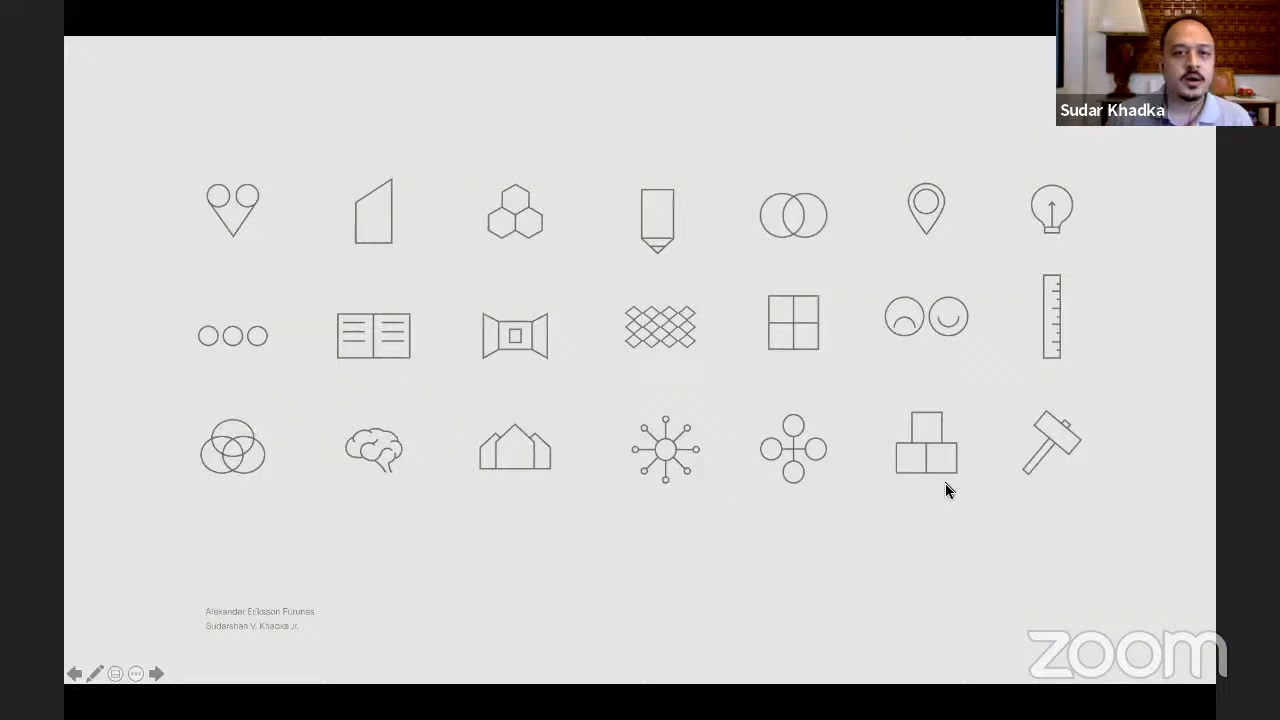 Sudar Khadka
Alexander Eriksson Furunes
Sudarshan V. Khadka Jr.
zoom